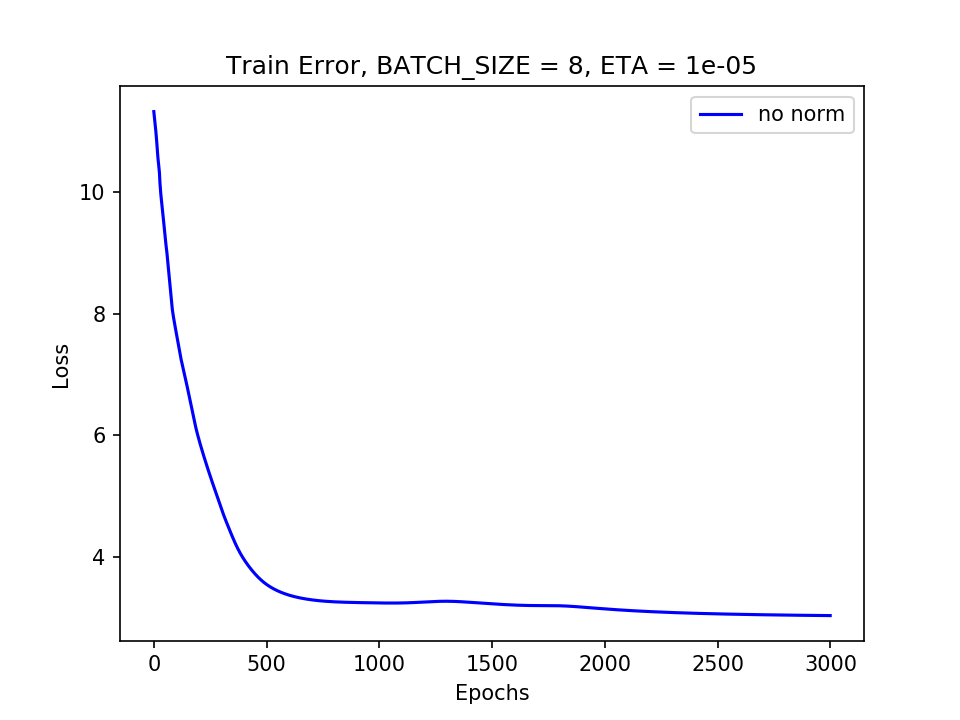 Train Error, BATCH_SIZE = 8, ETA = 1e-05
no norm
10
8
6
4
Loss
0 500 1000 1500 2000 2500 3000
Epochs